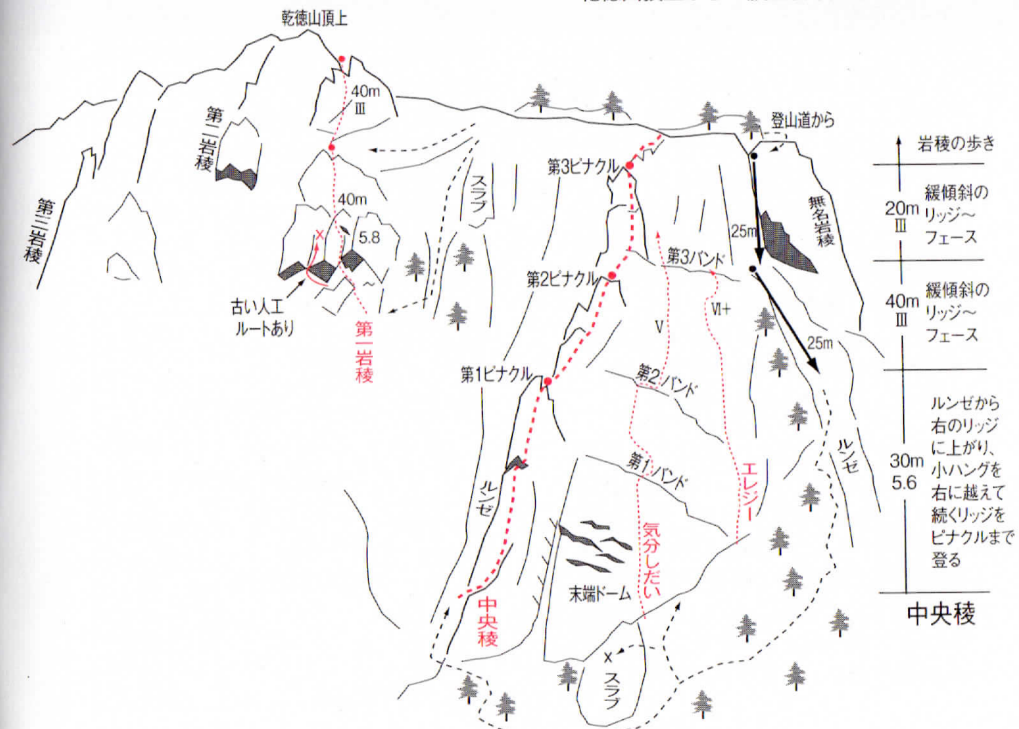 乾徳山頂上
40m
Ⅲ
第二岩稜
第三岩稜
40m
5.8
X
古い人工
ルートあり
第一岩稜
スラブ
登山道から
第3ピナクル
無名岩稜
25m
第3バンド
第2ピナクル
Ⅵ+
Ⅴ
25m
第1ピナクル
第2バンド
第1バンド
ルンゼ
ルンゼ
エレジー
気分しだい
末端ドーム
中央稜
X
スラブ
岩稜の歩き
20m
Ⅲ
緩傾斜の
リッジ～
フェース
40m
Ⅲ
緩傾斜の
リッジ～
フェース
30m
5.6
ルンゼから
右のリッジ
に上がり、
小ハングを
右に越えて
続くリッジを
ピナクルまで
登る
中央稜